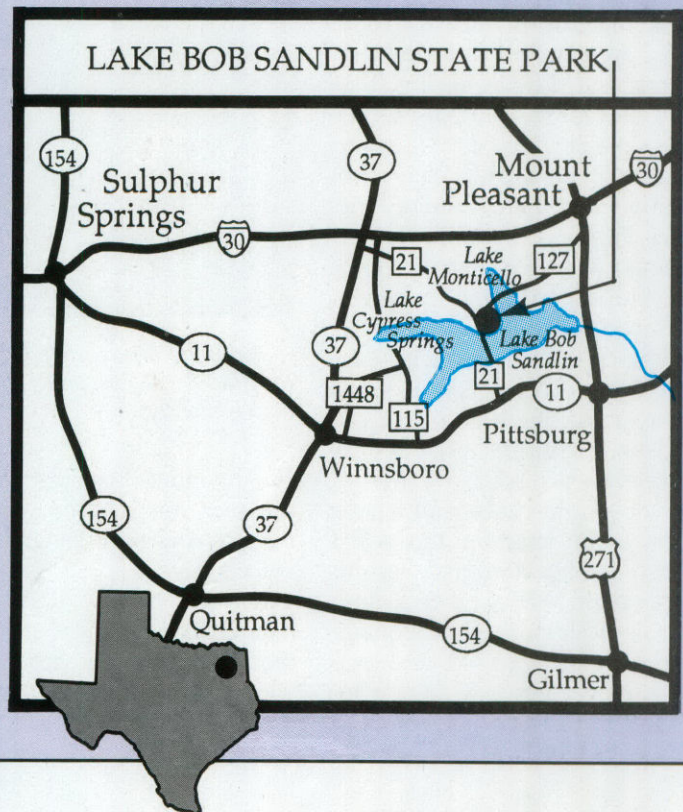 LAKE BOB SANDLIN STATE PARK
154
37
Mount
Pleasant
30
Sulphur
Springs
30
21
Lake
Monticello
127
Lake
Cypress
Springs
Lake Bob
Sandlin
11
37
1448
21
11
115
Pittsburg
Winnsboro
154
37
271
Quitman
154
Gilmer